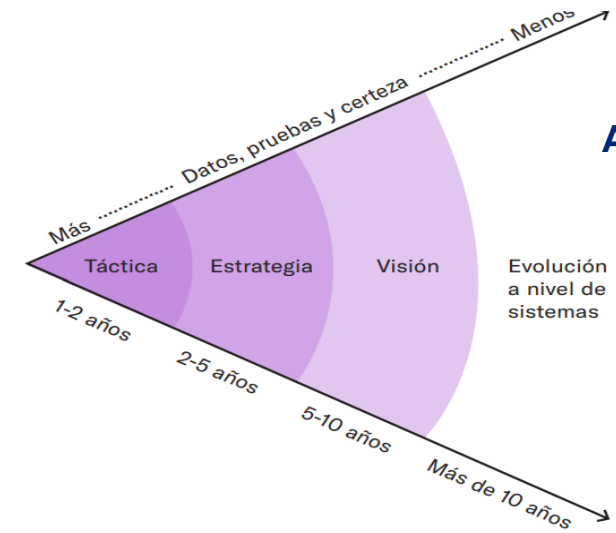 Más ........... Datos, pruebas y certeza ........... Menos
A
Táctica
Estrategia
Visión
Evolución
a nivel de
sistemas
1-2 años
2-5 años
5-10 años
Más de 10 años